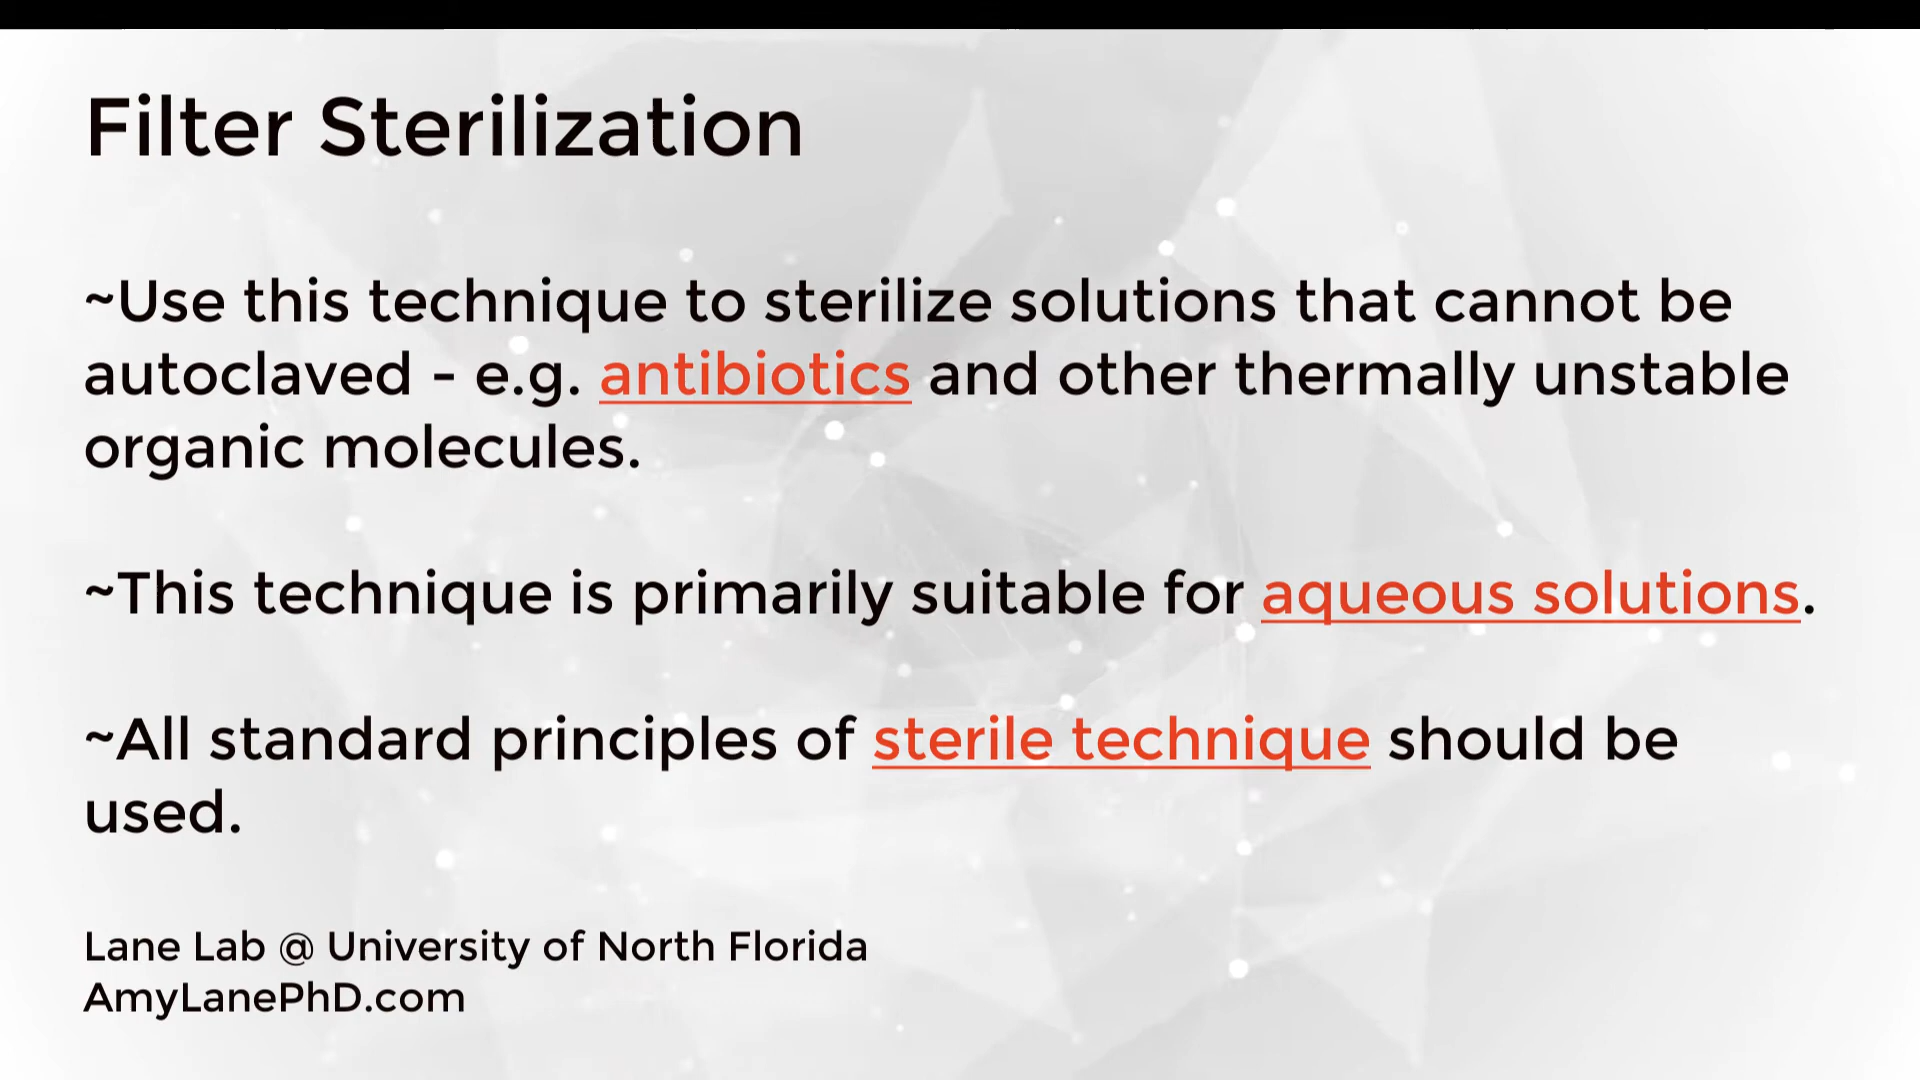 Filter Sterilization
~Use this technique to sterilize solutions that cannot be
autoclaved - e.g. antibiotics and other thermally unstable
organic molecules.
~This technique is primarily suitable for aqueous solutions.
~All standard principles of sterile technique should be
used.
Lane Lab @ University of North Florida
AmyLanePhD.com